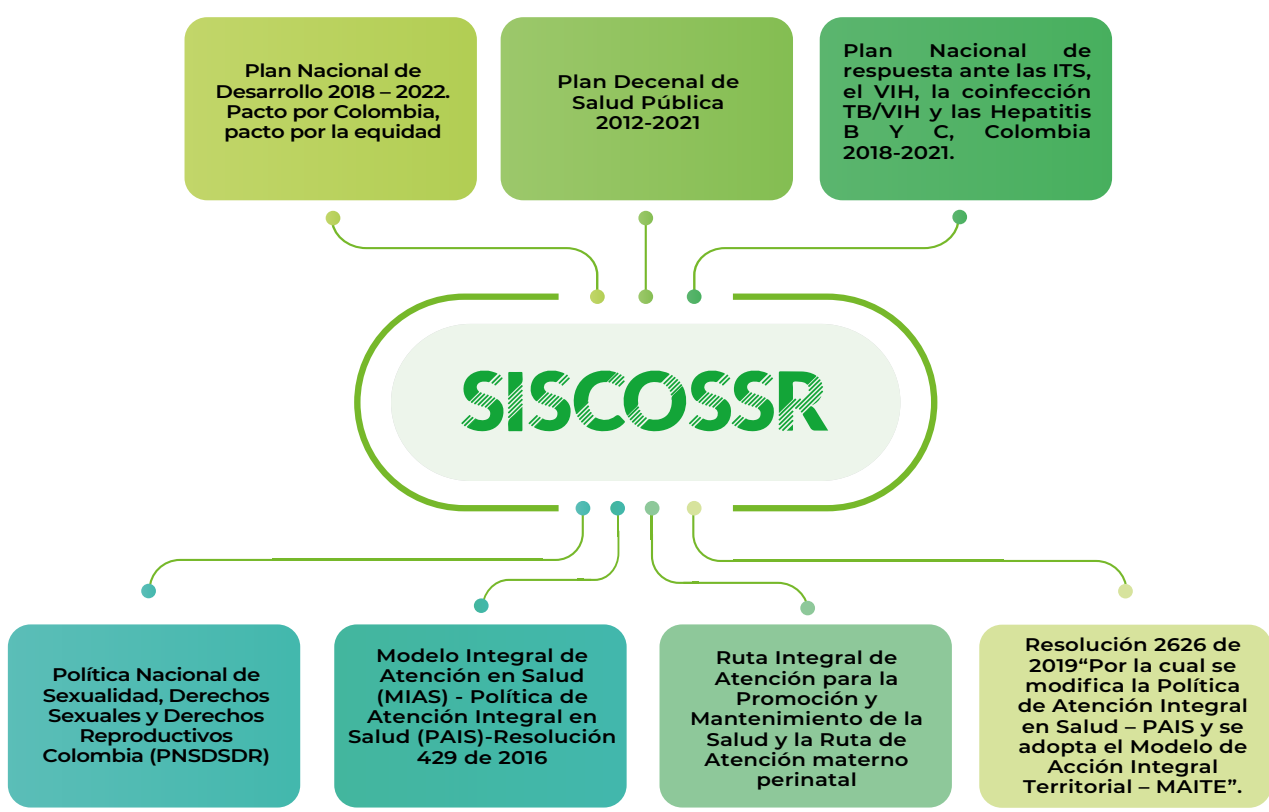 Plan Nacional de
Desarrollo 2018 – 2022.
Pacto por Colombia,
pacto por la equidad
Plan Decenal de
Salud Pública
2012-2021
Plan Nacional de
respuesta ante las ITS,
el VIH, la coinfección
TB/VIH y las Hepatitis
B Y C, Colombia
2018-2021.
SISCOSSR
Política Nacional de
Sexualidad, Derechos
Sexuales y Derechos
Reproductivos
Colombia (PNSDSDR)
Modelo Integral de
Atención en Salud
(MIAS) - Política de
Atención Integral en
Salud (PAIS)-Resolución
429 de 2016
Ruta Integral de
Atención para la
Promoción y
Mantenimiento de la
Salud y la Ruta de
Atención materno
perinatal
Resolución 2626 de
2019“Por la cual se
modifica la Política
de Atención Integral
en Salud – PAIS y se
adopta el Modelo de
Acción Integral
Territorial – MAITE”.